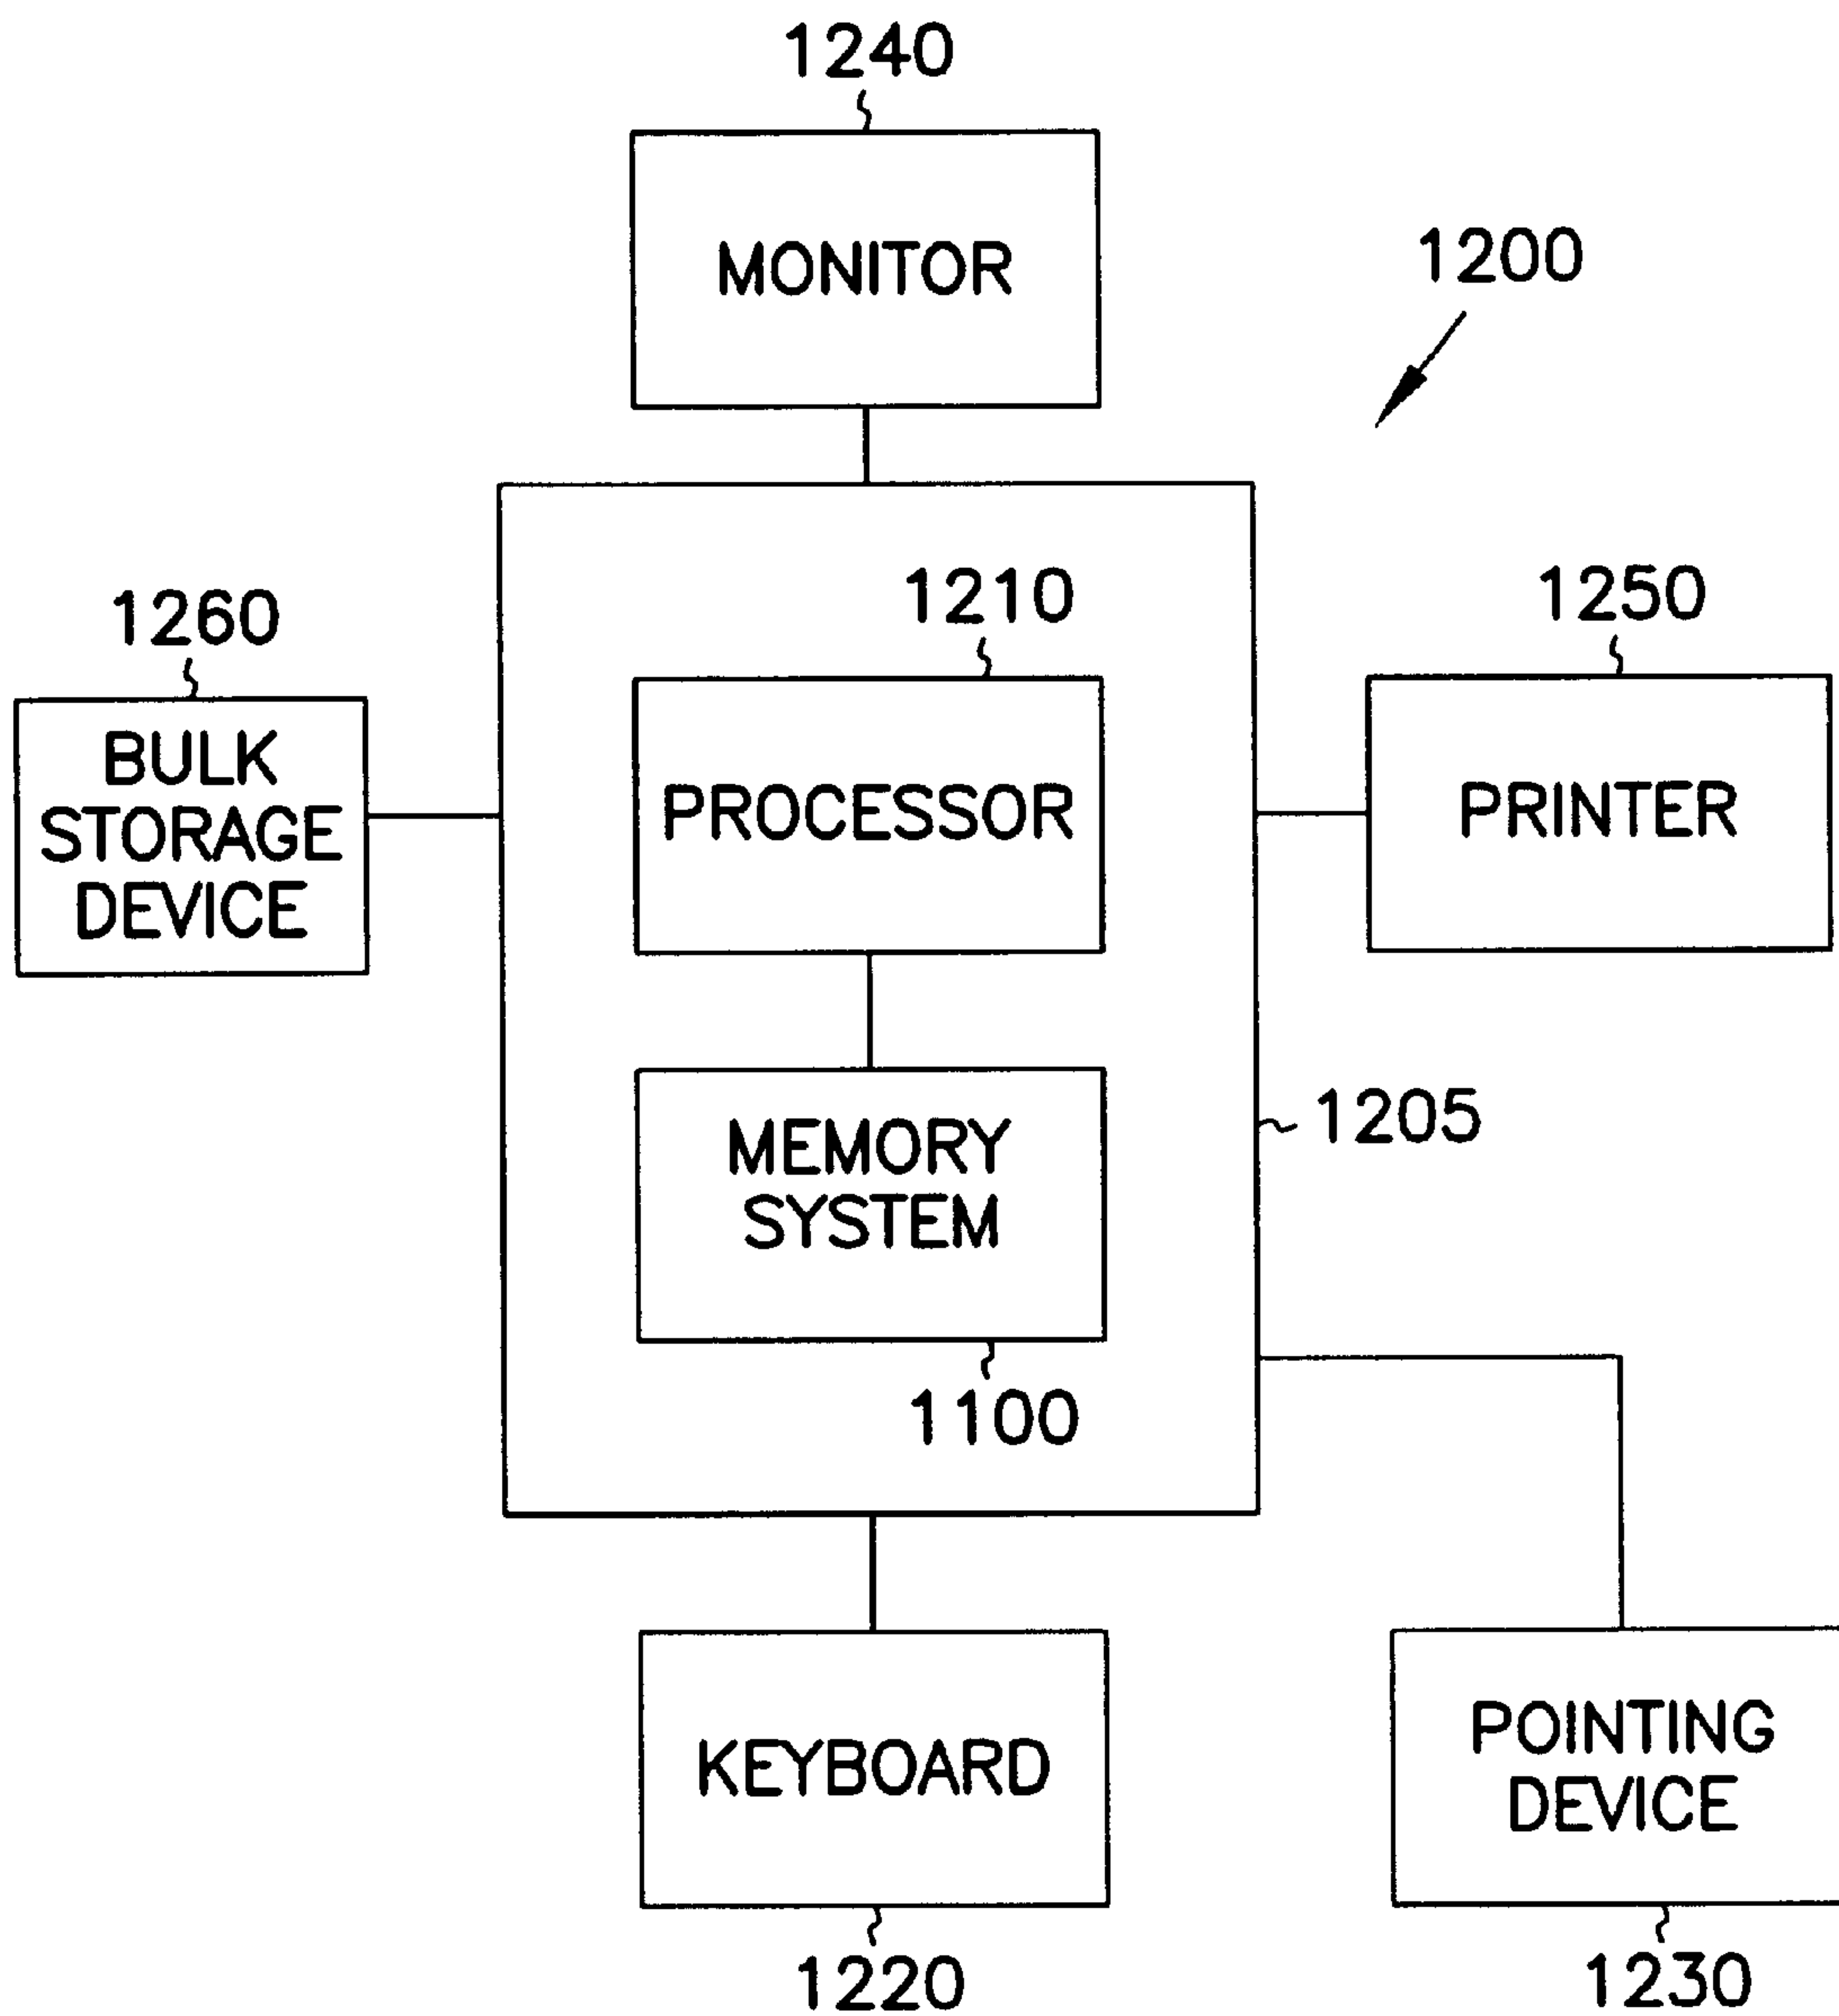 1240
MONITOR
1200
1260
BULK
STORAGE
DEVICE
1210
PROCESSOR
1250
PRINTER
MEMORY
SYSTEM
1205
1100
KEYBOARD
1220
POINTING
DEVICE
1230